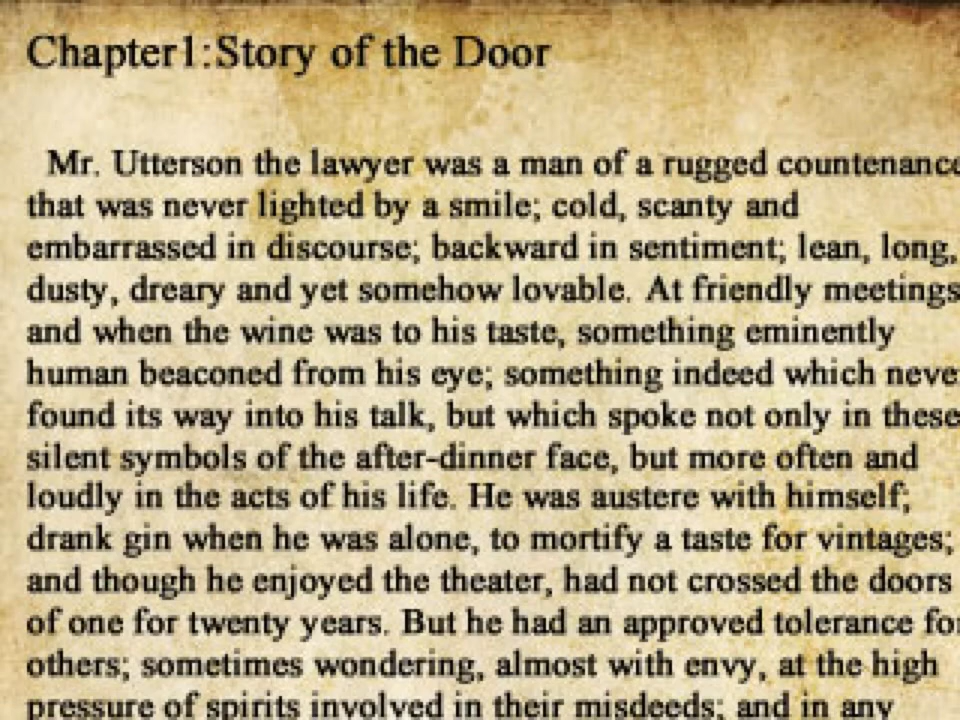 Chapter1:Story of the Door
Mr. Utterson the lawyer was a man of a rugged countenance
that was never lighted by a smile; cold, scanty and
embarrassed in discourse; backward in sentiment; lean, long,
dusty, dreary and yet somehow lovable. At friendly meetings
and when the wine was to his taste, something eminently
human beaconed from his eye; something indeed which neve
found its way into his talk, but which spoke not only in these
silent symbols of the after-dinner face, but more often and
loudly in the acts of his life. He was austere with himself;
drank gin when he was alone, to mortify a taste for vintages;
and though he enjoyed the theater, had not crossed the doors
of one for twenty years. But he had an approved tolerance for
others; sometimes wondering, almost with envy, at the high
pressure of spirits involved in their misdeeds; and in any